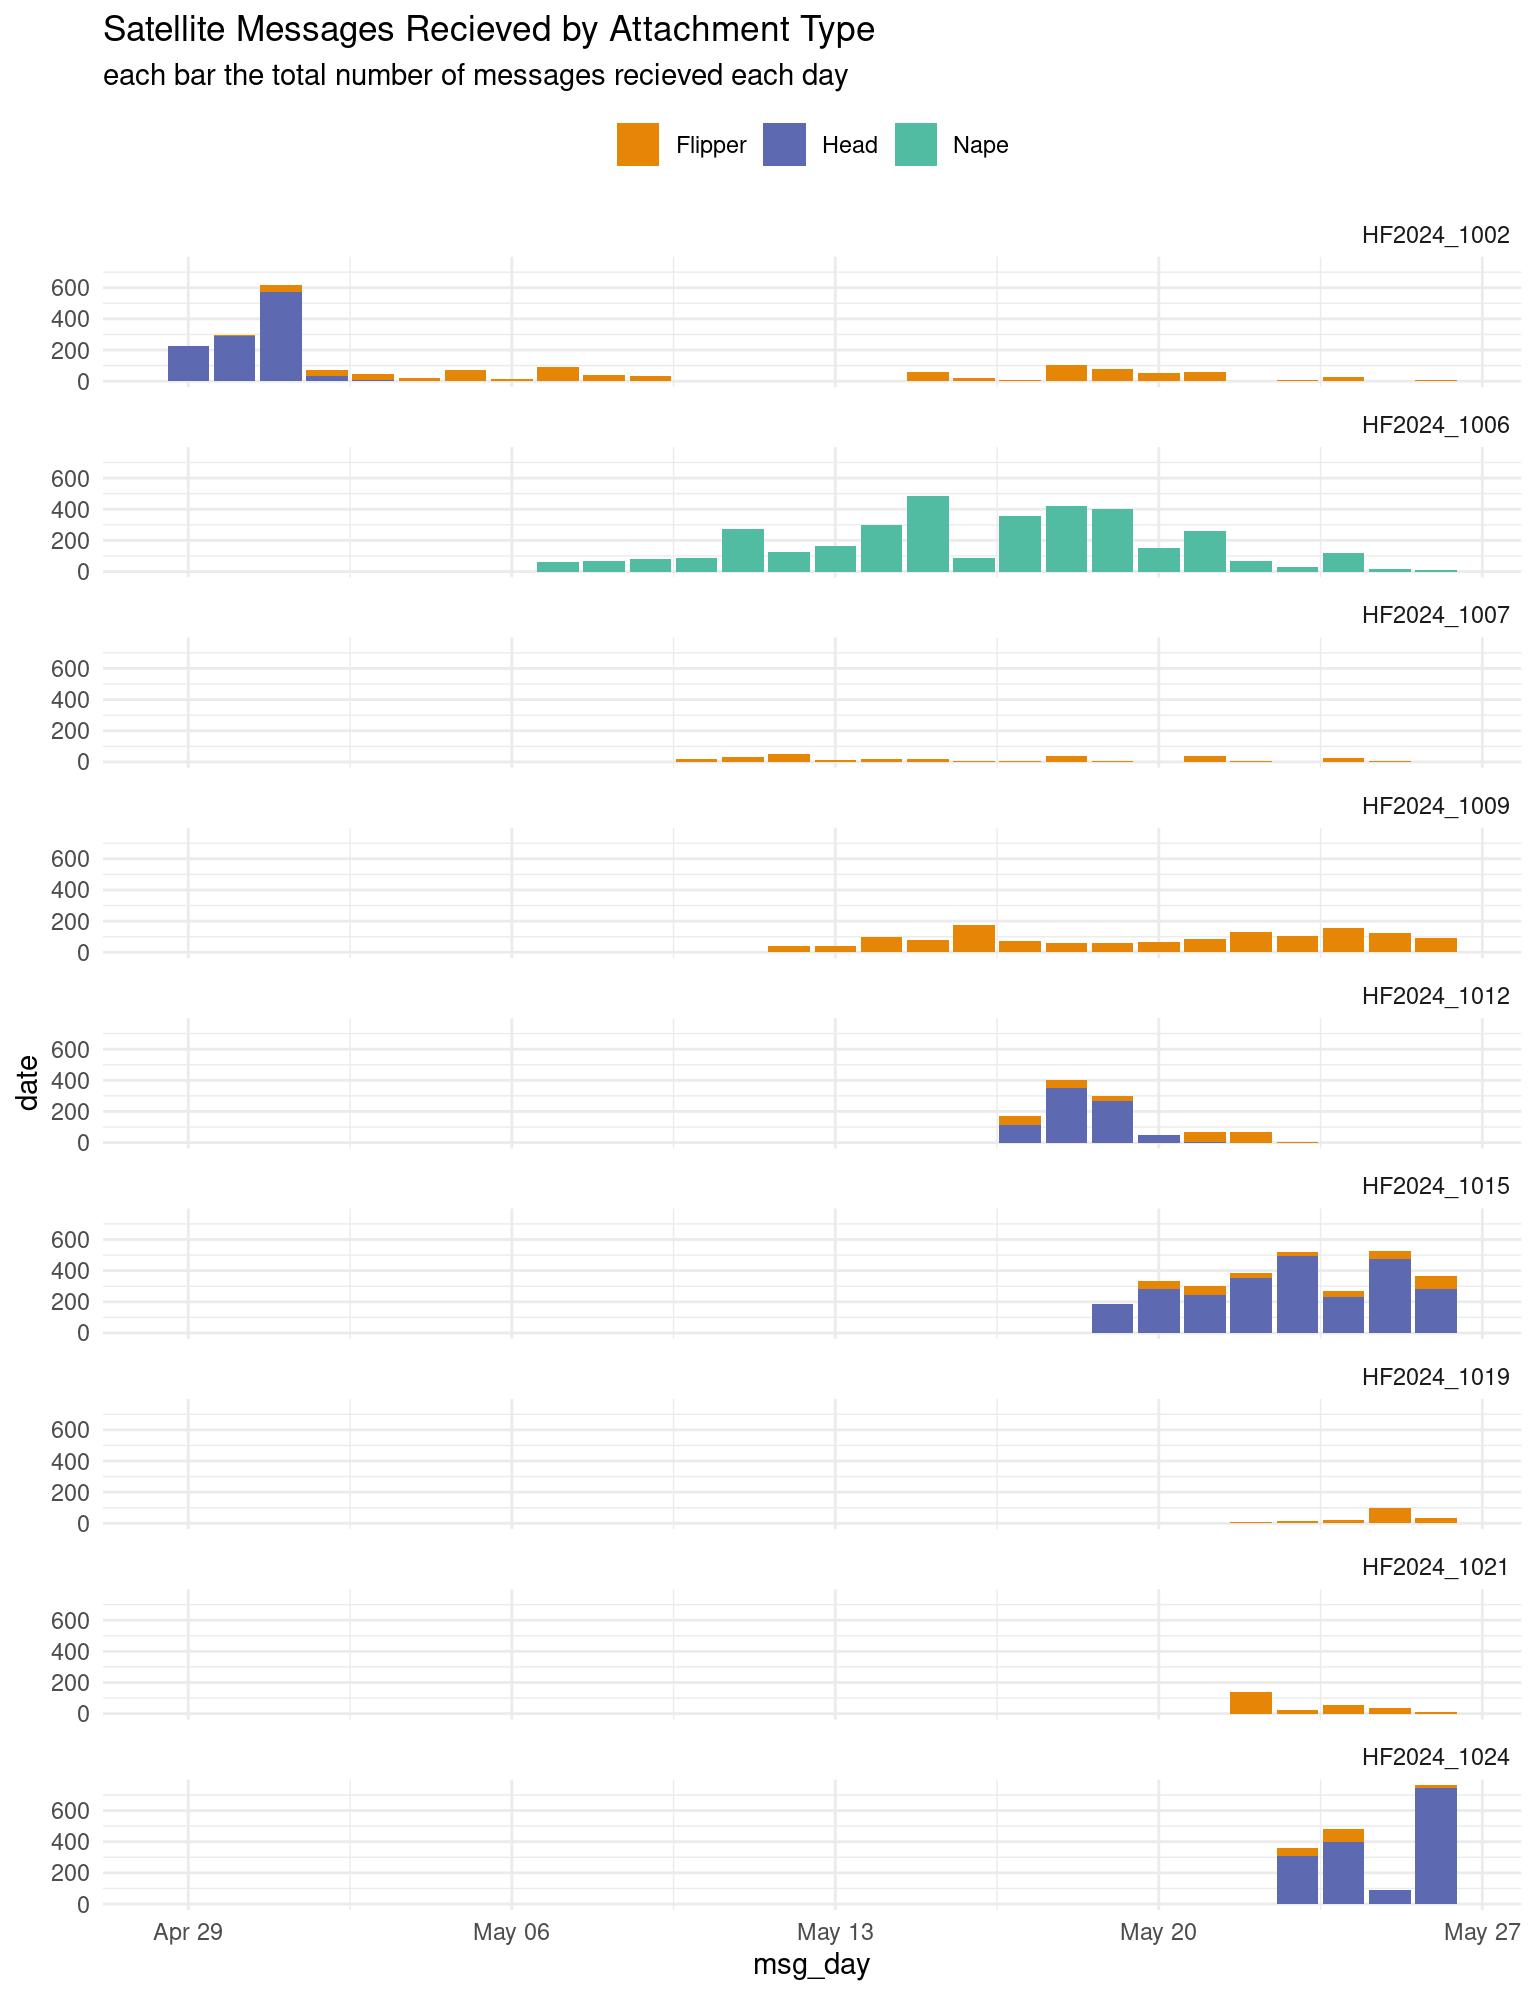 Satellite Messages Recieved by Attachment Type
each bar the total number of messages recieved each day
Flipper Head Nape
HF2024_1002
600
400
200
0
HF2024_1006
600
400
200
0
HF2024_1007
600
400
200
0
HF2024_1009
600
400
200
0
HF2024_1012
600
400
200
0
date
HF2024_1015
600
400
200
0
HF2024_1019
600
400
200
0
HF2024_1021
600
400
200
0
HF2024_1024
600
400
200
0
Apr 29 May 06 May 13 May 20 May 27
msg_day